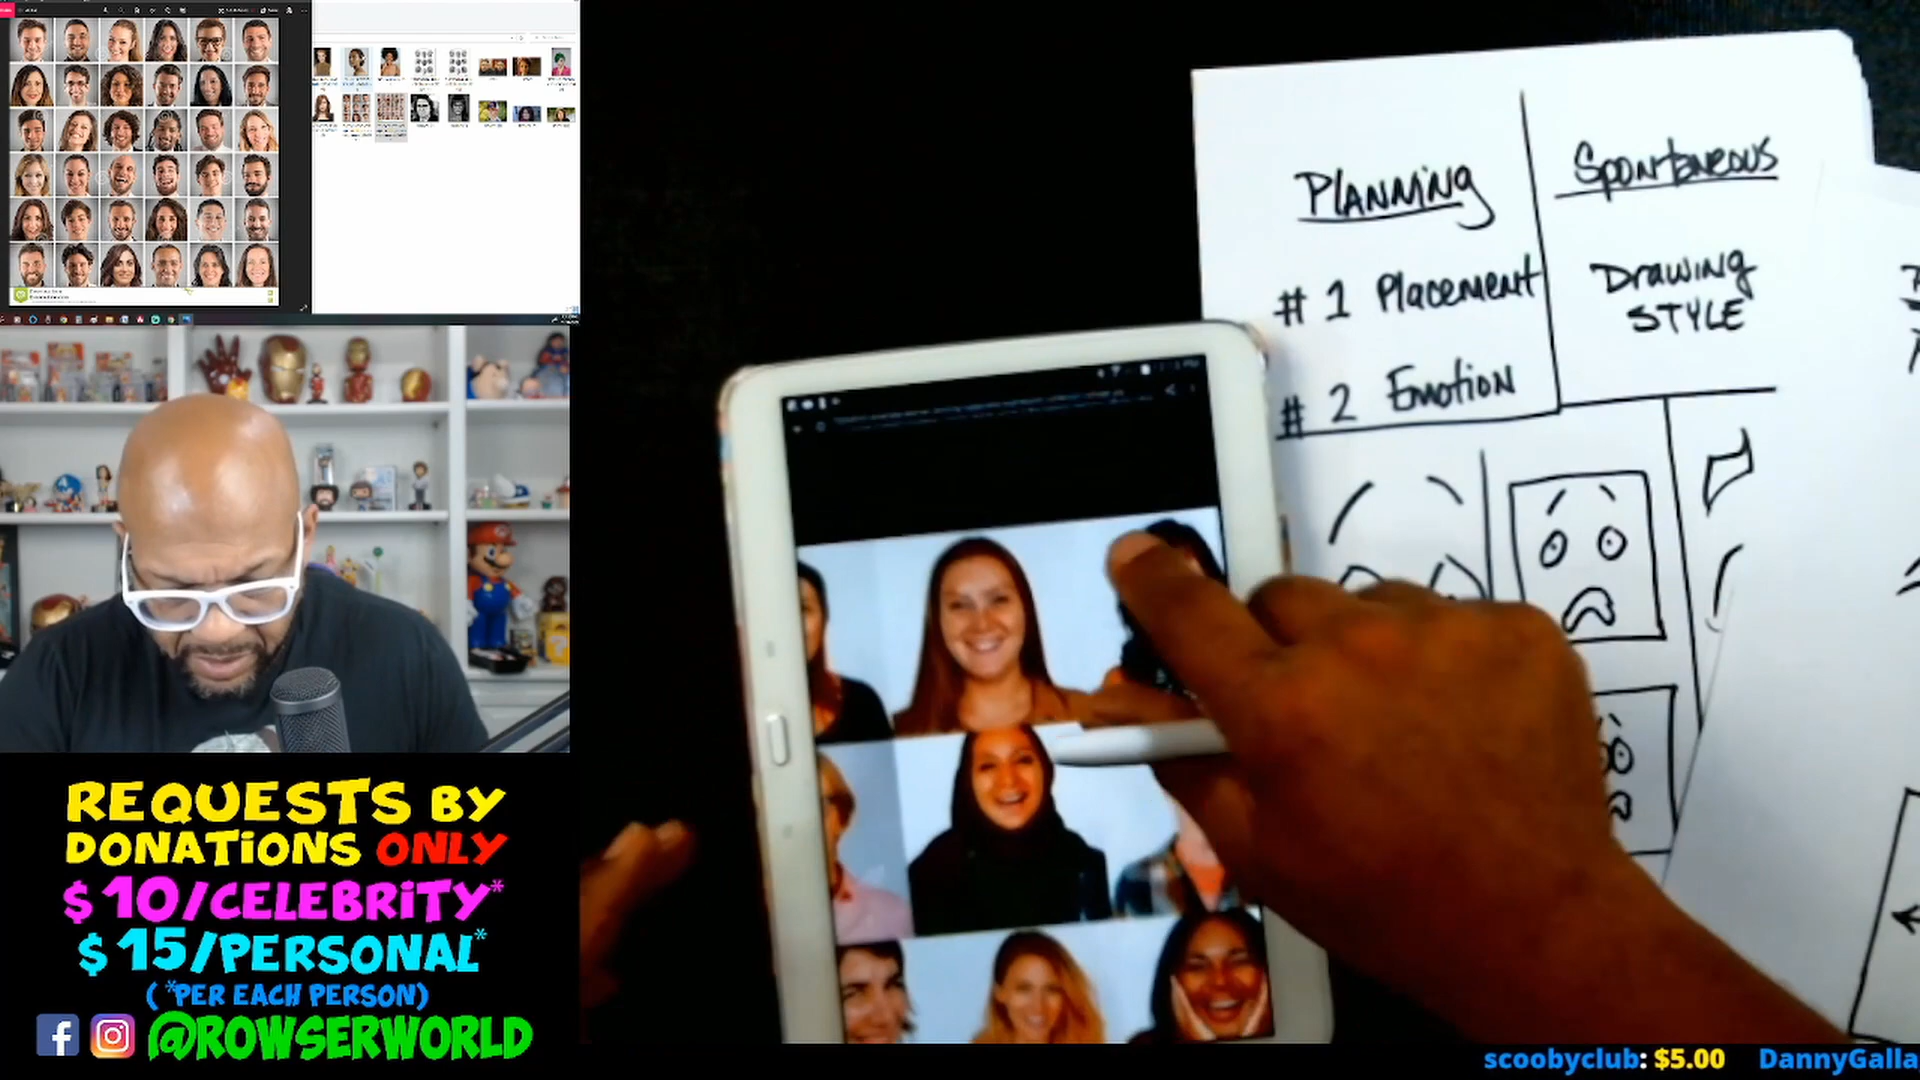 Planning
Spontaneous
# 1 Placement
# 2 Emotion
Drawing
STYLE
REQUESTS BY
DONATIONS ONLY
$10/CELEBRITY*
$15/PERSONAL*
(*PER EACH PERSON)
@ROWSERWORLD
scoobyclub: $5.00 DannyGalla